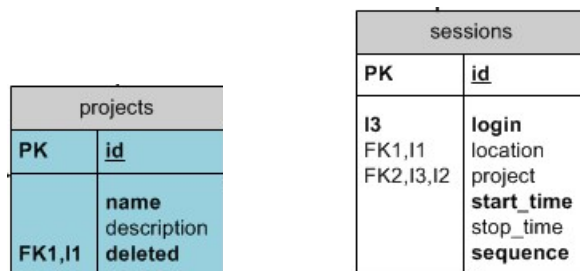 projects
PK id
name
description
FK1,I1 deleted
sessions
PK id
I3 login
FK1,I1 location
FK2,I3,I2 project
start_time
stop_time
sequence